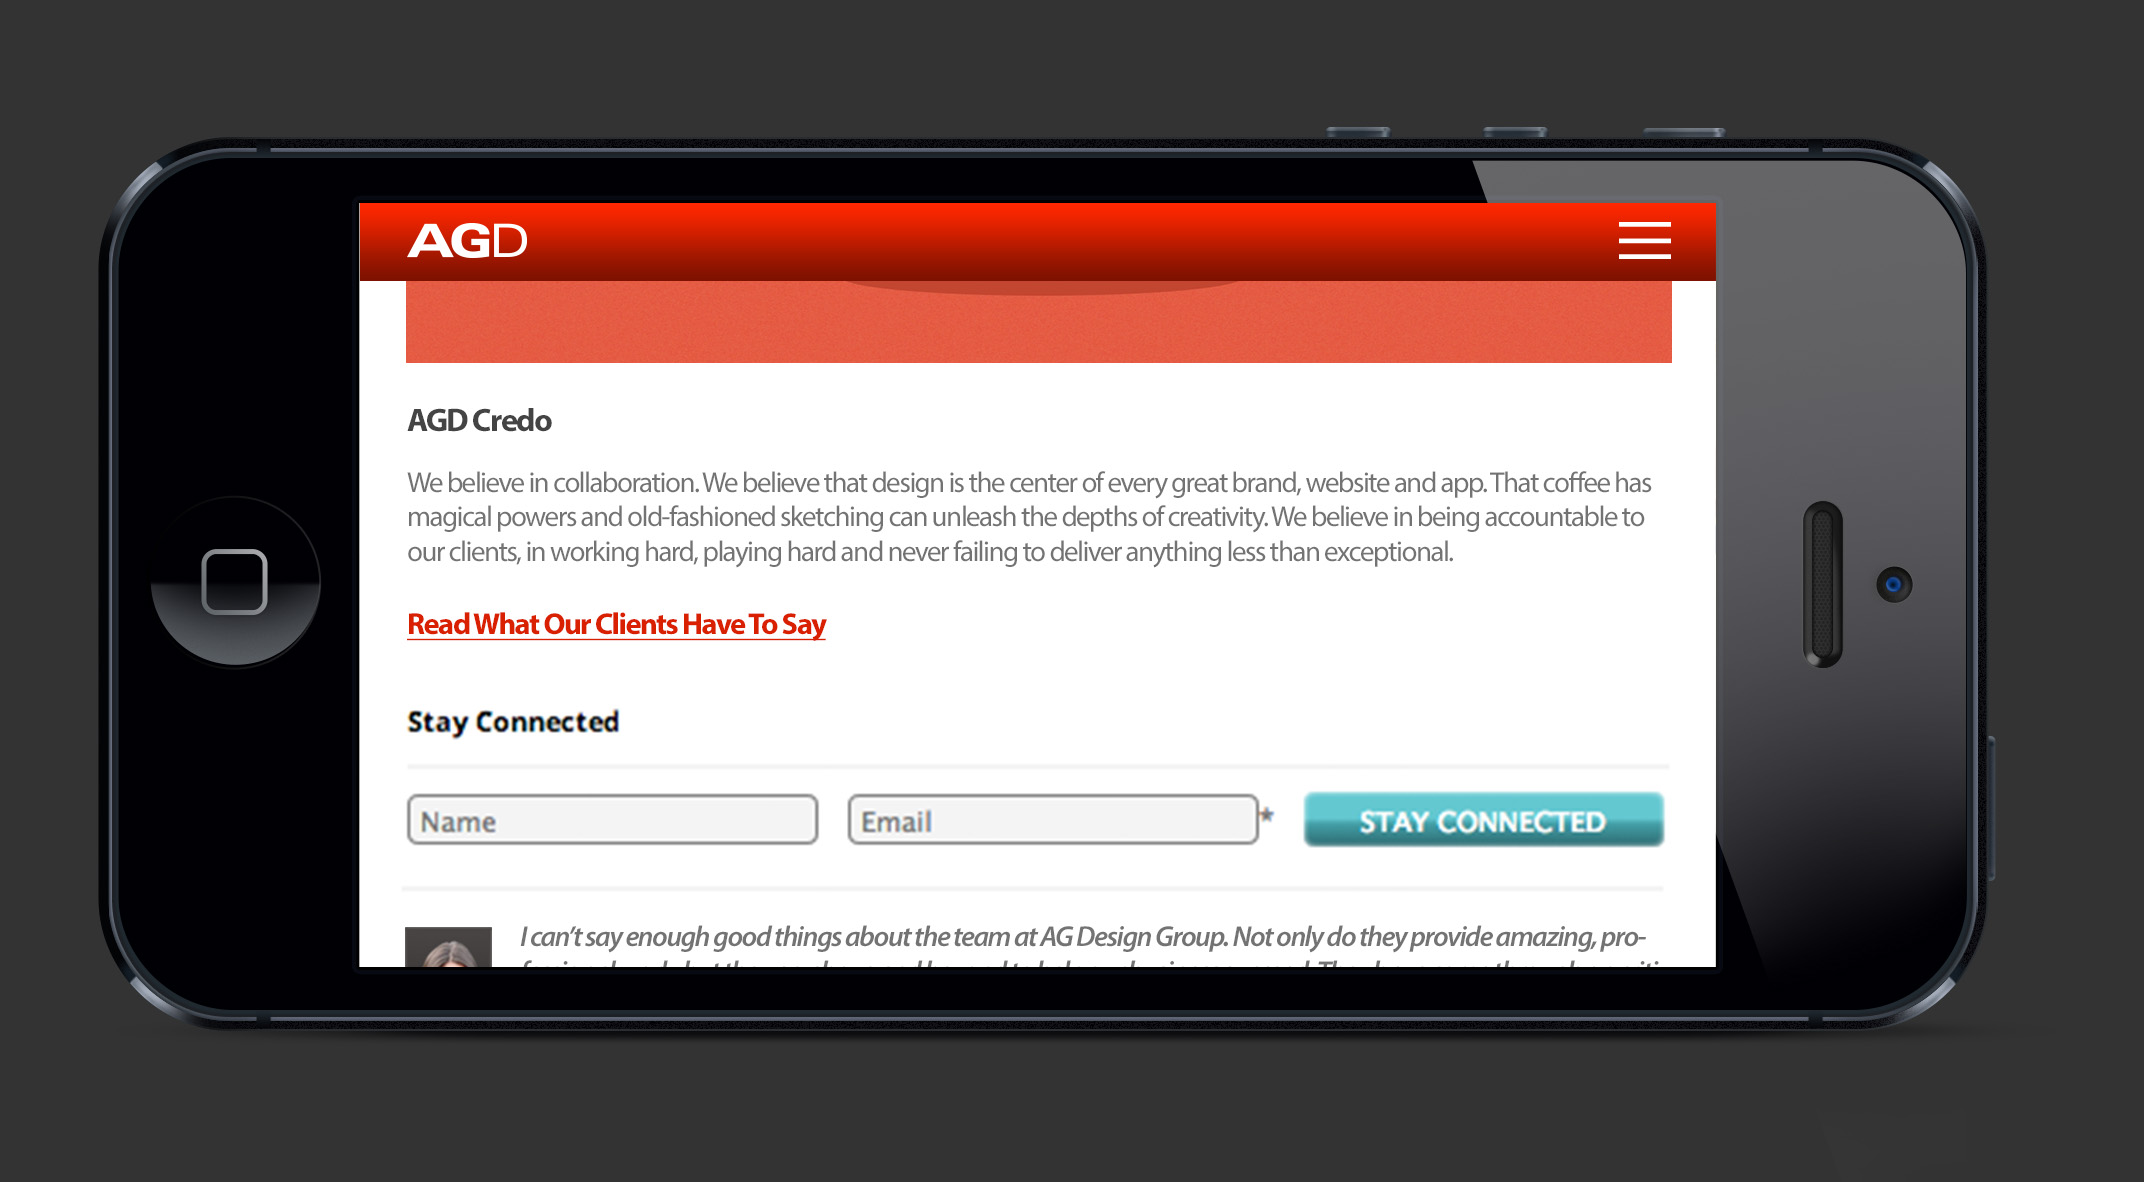 AGD
AGD Credo
We believe in collaboration. We believe that design is the center of every great brand, website and app. That coffee has
magical powers and old-fashioned sketching can unleash the depths of creativity. We believe in being accountable to
our clients, in working hard, playing hard and never failing to deliver anything less than exceptional.
Read What Our Clients Have To Say
Stay Connected
Name Email * STAY CONNECTED
I can't say enough good things about the team at AG Design Group. Not only do they provide amazing, pro-